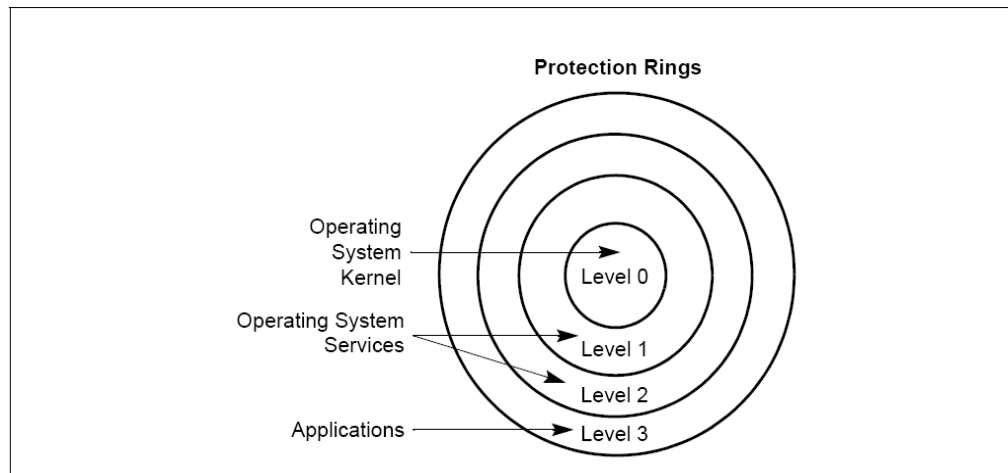 Protection Rings
Operating
System
Kernel
Level 0
Operating System
Services
Level 1
Level 2
Applications
Level 3